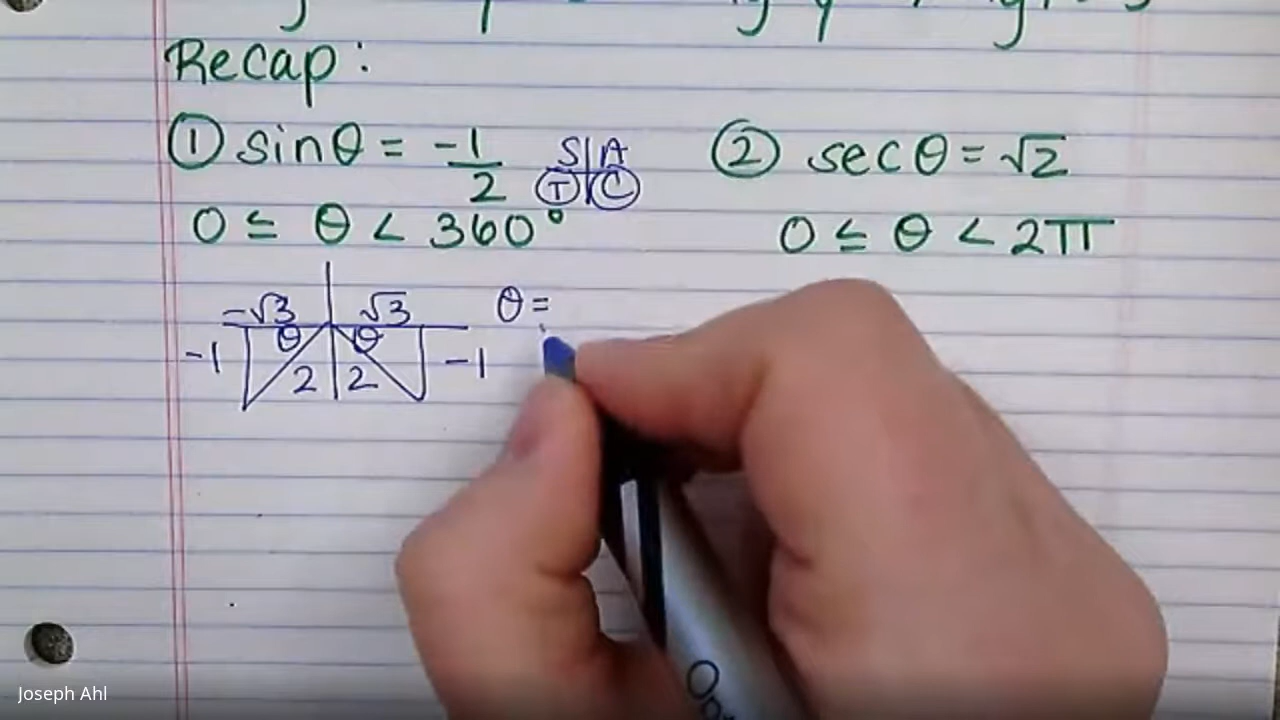 Recap:
① sinθ = -1/2
S A
T C
0 ≤ θ < 360°
-√3 √3 θ =
θ θ
-1 2 2 -1
② secθ = √2
0 ≤ θ < 2π
Joseph Ahl